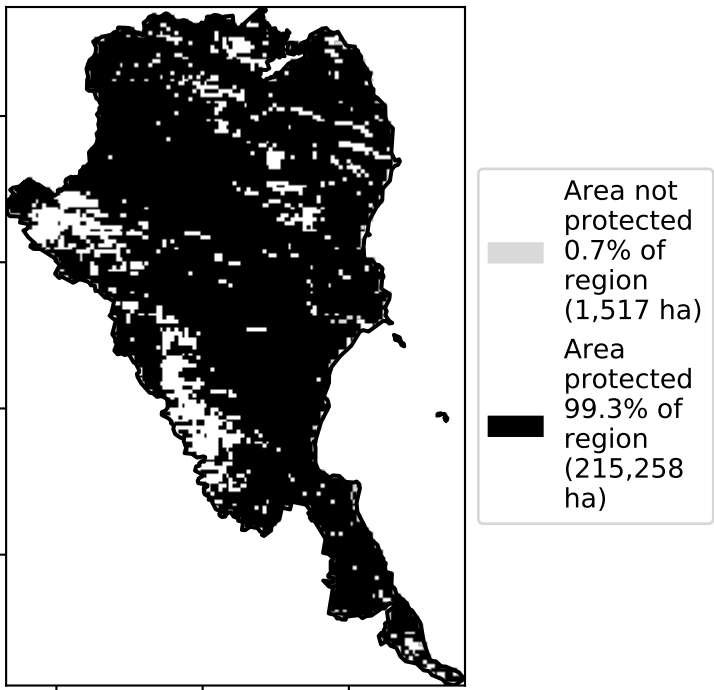 Area not
protected
0.7% of
region
(1,517 ha)
Area
protected
99.3% of
region
(215,258
ha)